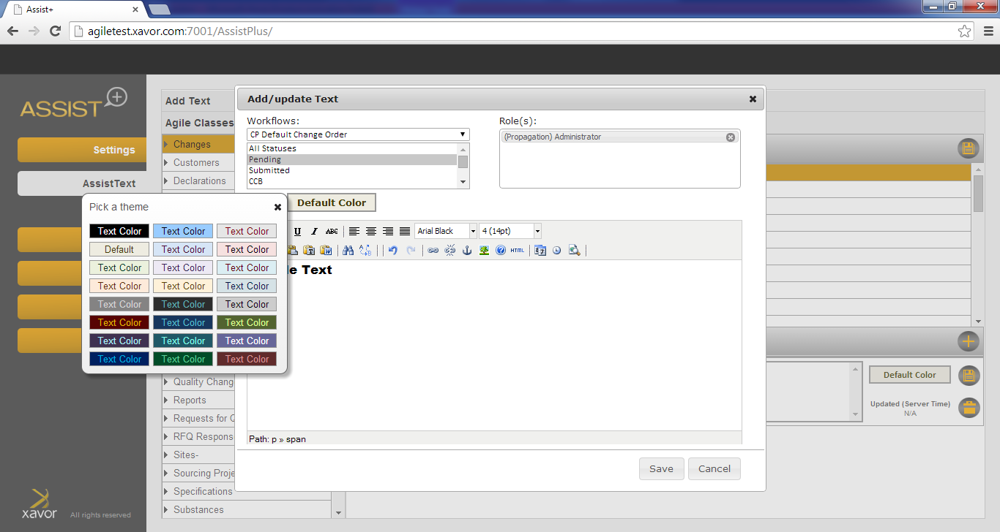 Assist+
agiletest.xavor.com:7001/AssistPlus/
ASSIST
Settings
AssistText
xavor
All rights reserved
Add Text
Agile Classes
Changes
Customers
Declarations
Quality Chang
Reports
Requests for
RFQ Respons
Sites-
Sourcing Proje
Specifications
Substances
Add/update Text
Workflows:
CP Default Change Order
All Statuses
Pending
Submitted
CCB
Role(s):
(Propagation) Administrator
Default Color
U I ABC
Arial Black
4 (14pt)
HTML
le Text
Path: p » span
Save
Cancel
Pick a theme
Text Color Text Color Text Color
Default Text Color Text Color
Text Color Text Color Text Color
Text Color Text Color Text Color
Text Color Text Color Text Color
Text Color Text Color Text Color
Text Color Text Color Text Color
Text Color Text Color Text Color
Default Color
Updated (Server Time)
N/A